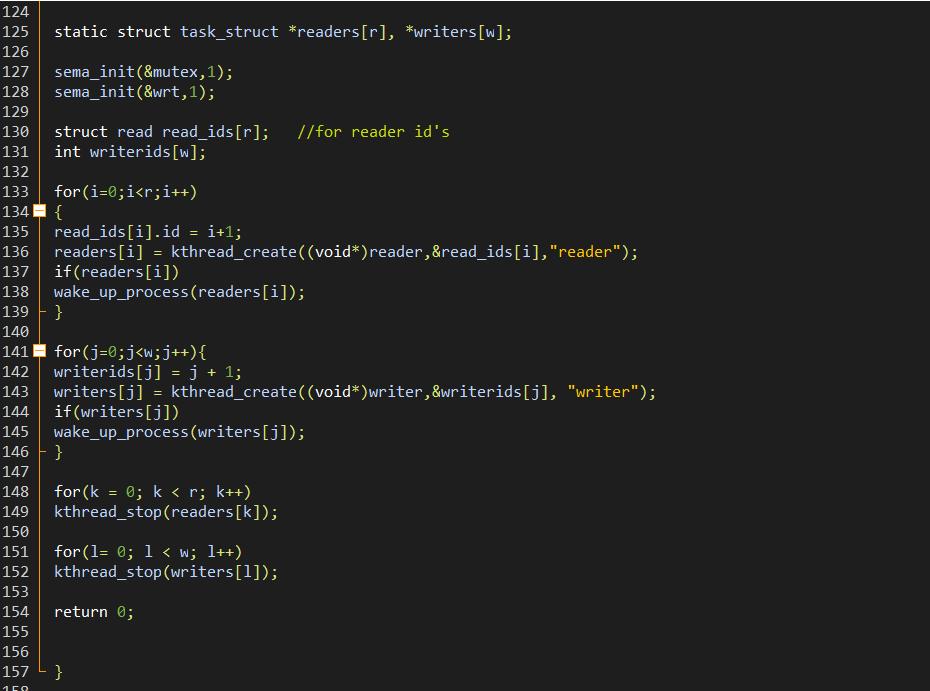 124
125 static struct task_struct *readers[r], *writers[w];
126
127 sema_init(&mutex,1);
128 sema_init(&wrt,1);
129
130 struct read read_ids[r];   //for reader id's
131 int writerids[w];
132
133 for(i=0;i<r;i++)
134 {
135 read_ids[i].id = i+1;
136 readers[i] = kthread_create((void*)reader,&read_ids[i],"reader");
137 if(readers[i])
138 wake_up_process(readers[i]);
139 }
140
141 for(j=0;j<w;j++){
142 writerids[j] = j + 1;
143 writers[j] = kthread_create((void*)writer,&writerids[j], "writer");
144 if(writers[j])
145 wake_up_process(writers[j]);
146 }
147
148 for(k = 0; k < r; k++)
149 kthread_stop(readers[k]);
150
151 for(l= 0; l < w; l++)
152 kthread_stop(writers[l]);
153
154 return 0;
155
156
157 }
158